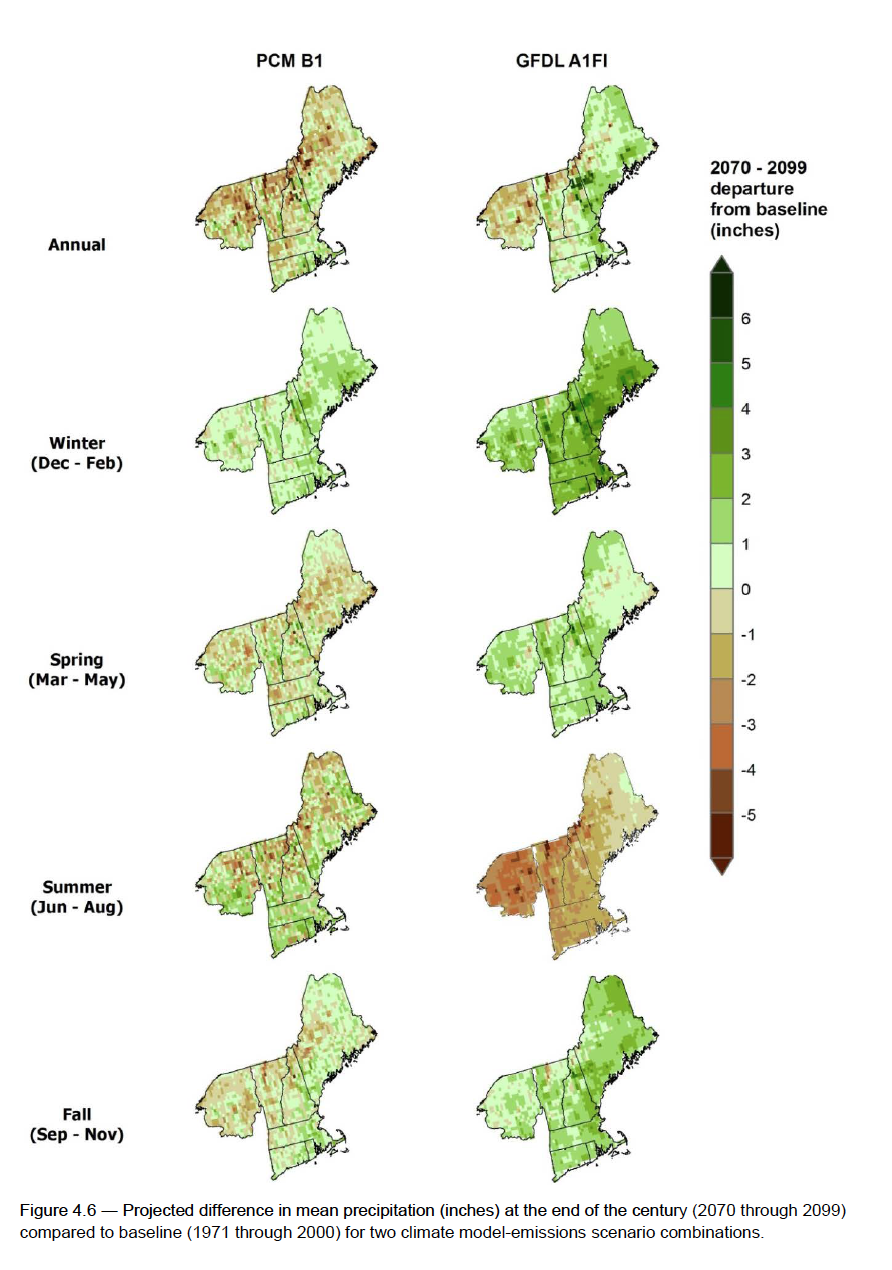 PCM B1
GFDL A1FI
2070 - 2099
departure
from baseline
(inches)
Annual
6
5
4
3
2
1
0
-1
-2
-3
-4
-5
Winter
(Dec - Feb)
Spring
(Mar - May)
Summer
(Jun - Aug)
Fall
(Sep - Nov)
Figure 4.6 — Projected difference in mean precipitation (inches) at the end of the century (2070 through 2099)
compared to baseline (1971 through 2000) for two climate model-emissions scenario combinations.